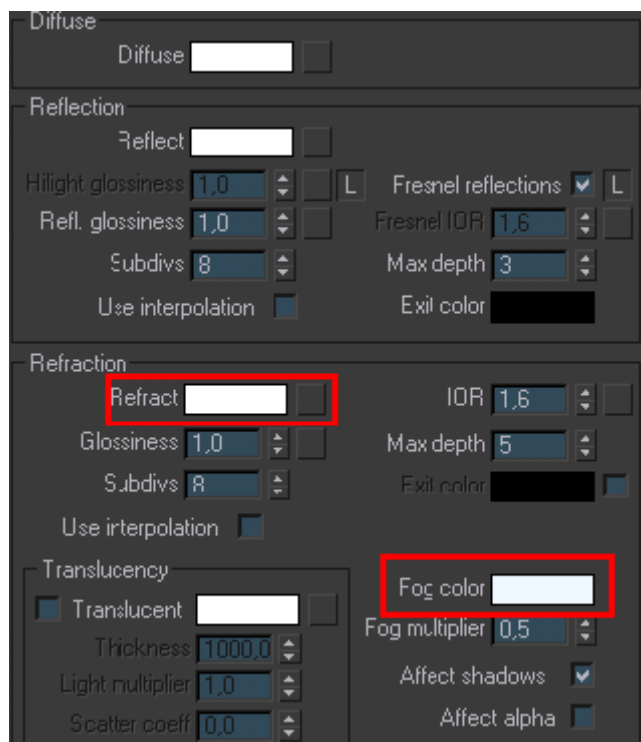 Diffuse
Diffuse
Reflection
Reflect
Hilight glossiness 1,0 L Fresnel reflections L
Refl. glossiness 1,0 Fresnel IOR 1,6
Subdivs 8 Max depth 3
Use interpolation Exit color
Refraction
Refract IOR 1,6
Glossiness 1,0 Max depth 5
Subdivs 8 Exit color
Use interpolation
Translucency
Fog color
Translucent
Fog multiplier 0,5
Thickness 1000,0
Affect shadows
Light multiplier 1,0
Affect alpha
Scatter coeff 0,0